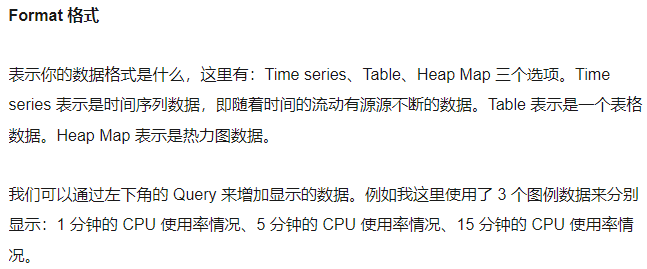 Format 格式
表示你的数据格式是什么，这里有：Time series、Table、Heap Map 三个选项。Time
series 表示是时间序列数据，即随着时间的流动有源源不断的数据。Table 表示是一个表格
数据。Heap Map 表示是热力图数据。
我们可以通过左下角的 Query 来增加显示的数据。例如我这里使用了 3 个图例数据来分别
显示：1 分钟的 CPU 使用率情况、5 分钟的 CPU 使用率情况、15 分钟的 CPU 使用率情
况。